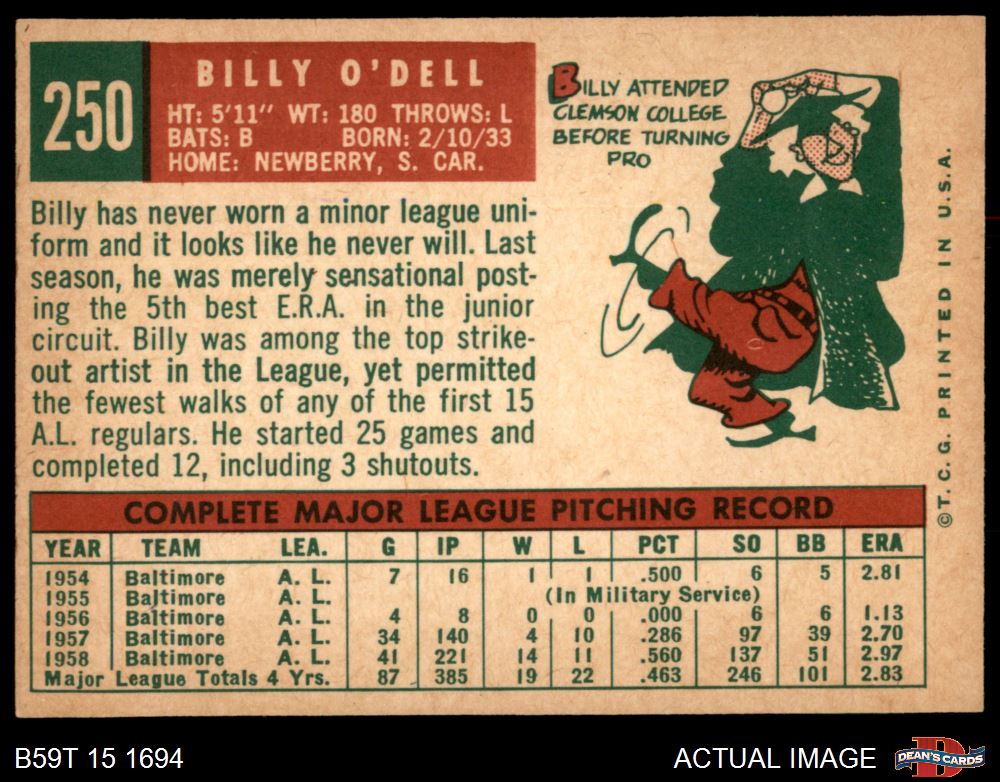 250
BILLY O'DELL
HT: 5'11" WT: 180 THROWS: L
BATS: B BORN: 2/10/33
HOME: NEWBERRY, S. CAR.
BILLY ATTENDED
CLEMSON COLLEGE
BEFORE TURNING
PRO
Billy has never worn a minor league uni-
form and it looks like he never will. Last
season, he was merely sensational post-
ing the 5th best E.R.A. in the junior
circuit. Billy was among the top strike-
out artist in the League, yet permitted
the fewest walks of any of the first 15
A.L. regulars. He started 25 games and
completed 12, including 3 shutouts.
COMPLETE MAJOR LEAGUE PITCHING RECORD
YEAR TEAM LEA. G IP W L PCT SO BB ERA
1954 Baltimore A. L. 7 16 1 1 .500 6 5 2.81
1955 Baltimore A. L. (In Military Service)
1956 Baltimore A. L. 4 8 0 0 .000 6 6 1.13
1957 Baltimore A. L. 34 140 4 10 .286 97 39 2.70
1958 Baltimore A. L. 41 221 14 11 .560 137 51 2.97
Major League Totals 4 Yrs. 87 385 19 22 .463 246 101 2.83
© T. C. G. PRINTED IN U.S.A.
B59T 15 1694
ACTUAL IMAGE
D
DEAN'S CARDS